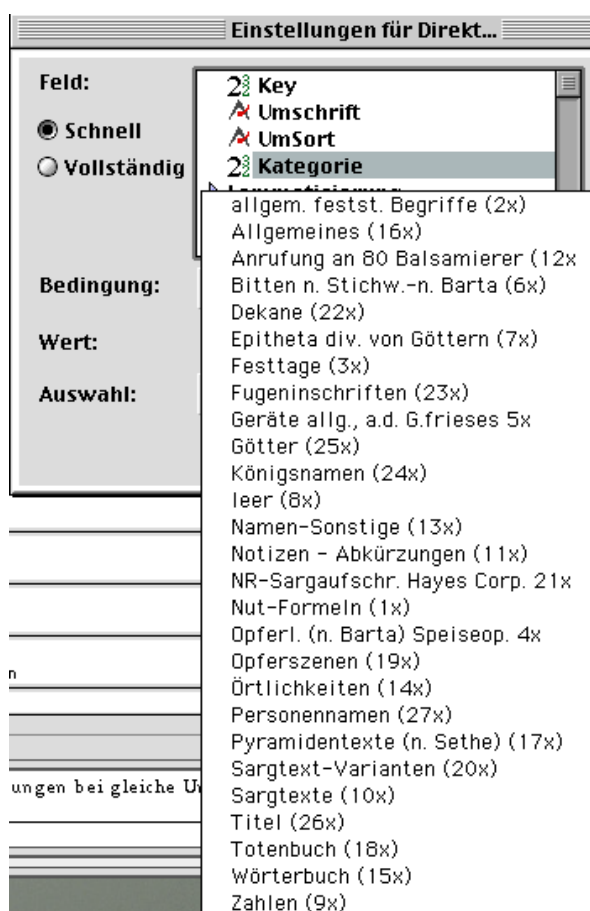 Einstellungen für Direkt...
Feld:
Schnell
Vollständig
Key
Umschrift
UmSort
Kategorie
Bedingung:
Wert:
Auswahl:
allgem. festst. Begriffe (2x)
Allgemeines (16x)
Anrufung an 80 Balsamierer (12x
Bitten n. Stichw.-n. Barta (6x)
Dekane (22x)
Epitheta div. von Göttern (7x)
Festtage (3x)
Fugeninschriften (23x)
Geräte allg., a.d. G.frieses 5x
Götter (25x)
Königsnamen (24x)
leer (8x)
Namen-Sonstige (13x)
Notizen - Abkürzungen (11x)
NR-Sargaufschr. Hayes Corp. 21x
Nut-Formeln (1x)
Opferl. (n. Barta) Speiseop. 4x
Opferszenen (19x)
Örtlichkeiten (14x)
Personennamen (27x)
Pyramidentexte (n. Sethe) (17x)
Sargtext-Varianten (20x)
Sargtexte (10x)
Titel (26x)
Totenbuch (18x)
Wörterbuch (15x)
Zahlen (9x)
n
ungen bei gleiche U